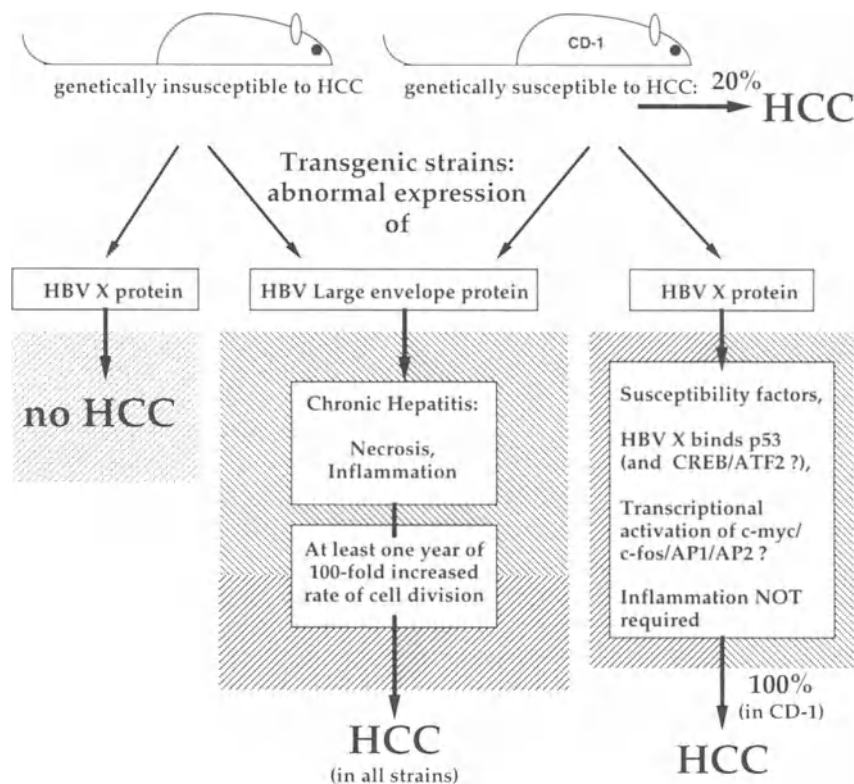 CD-1
genetically insusceptible to HCC
genetically susceptible to HCC:
20%
HCC
Transgenic strains:
abnormal expression
of
HBV X protein
HBV Large envelope protein
HBV X protein
no HCC
Chronic Hepatitis:
Necrosis,
Inflammation
At least one year of
100-fold increased
rate of cell division
HCC
(in all strains)
Susceptibility factors,
HBV X binds p53
(and CREB/ATF2 ?),
Transcriptional
activation of c-myc/
c-fos/AP1/AP2 ?
Inflammation NOT
required
100%
(in CD-1)
HCC